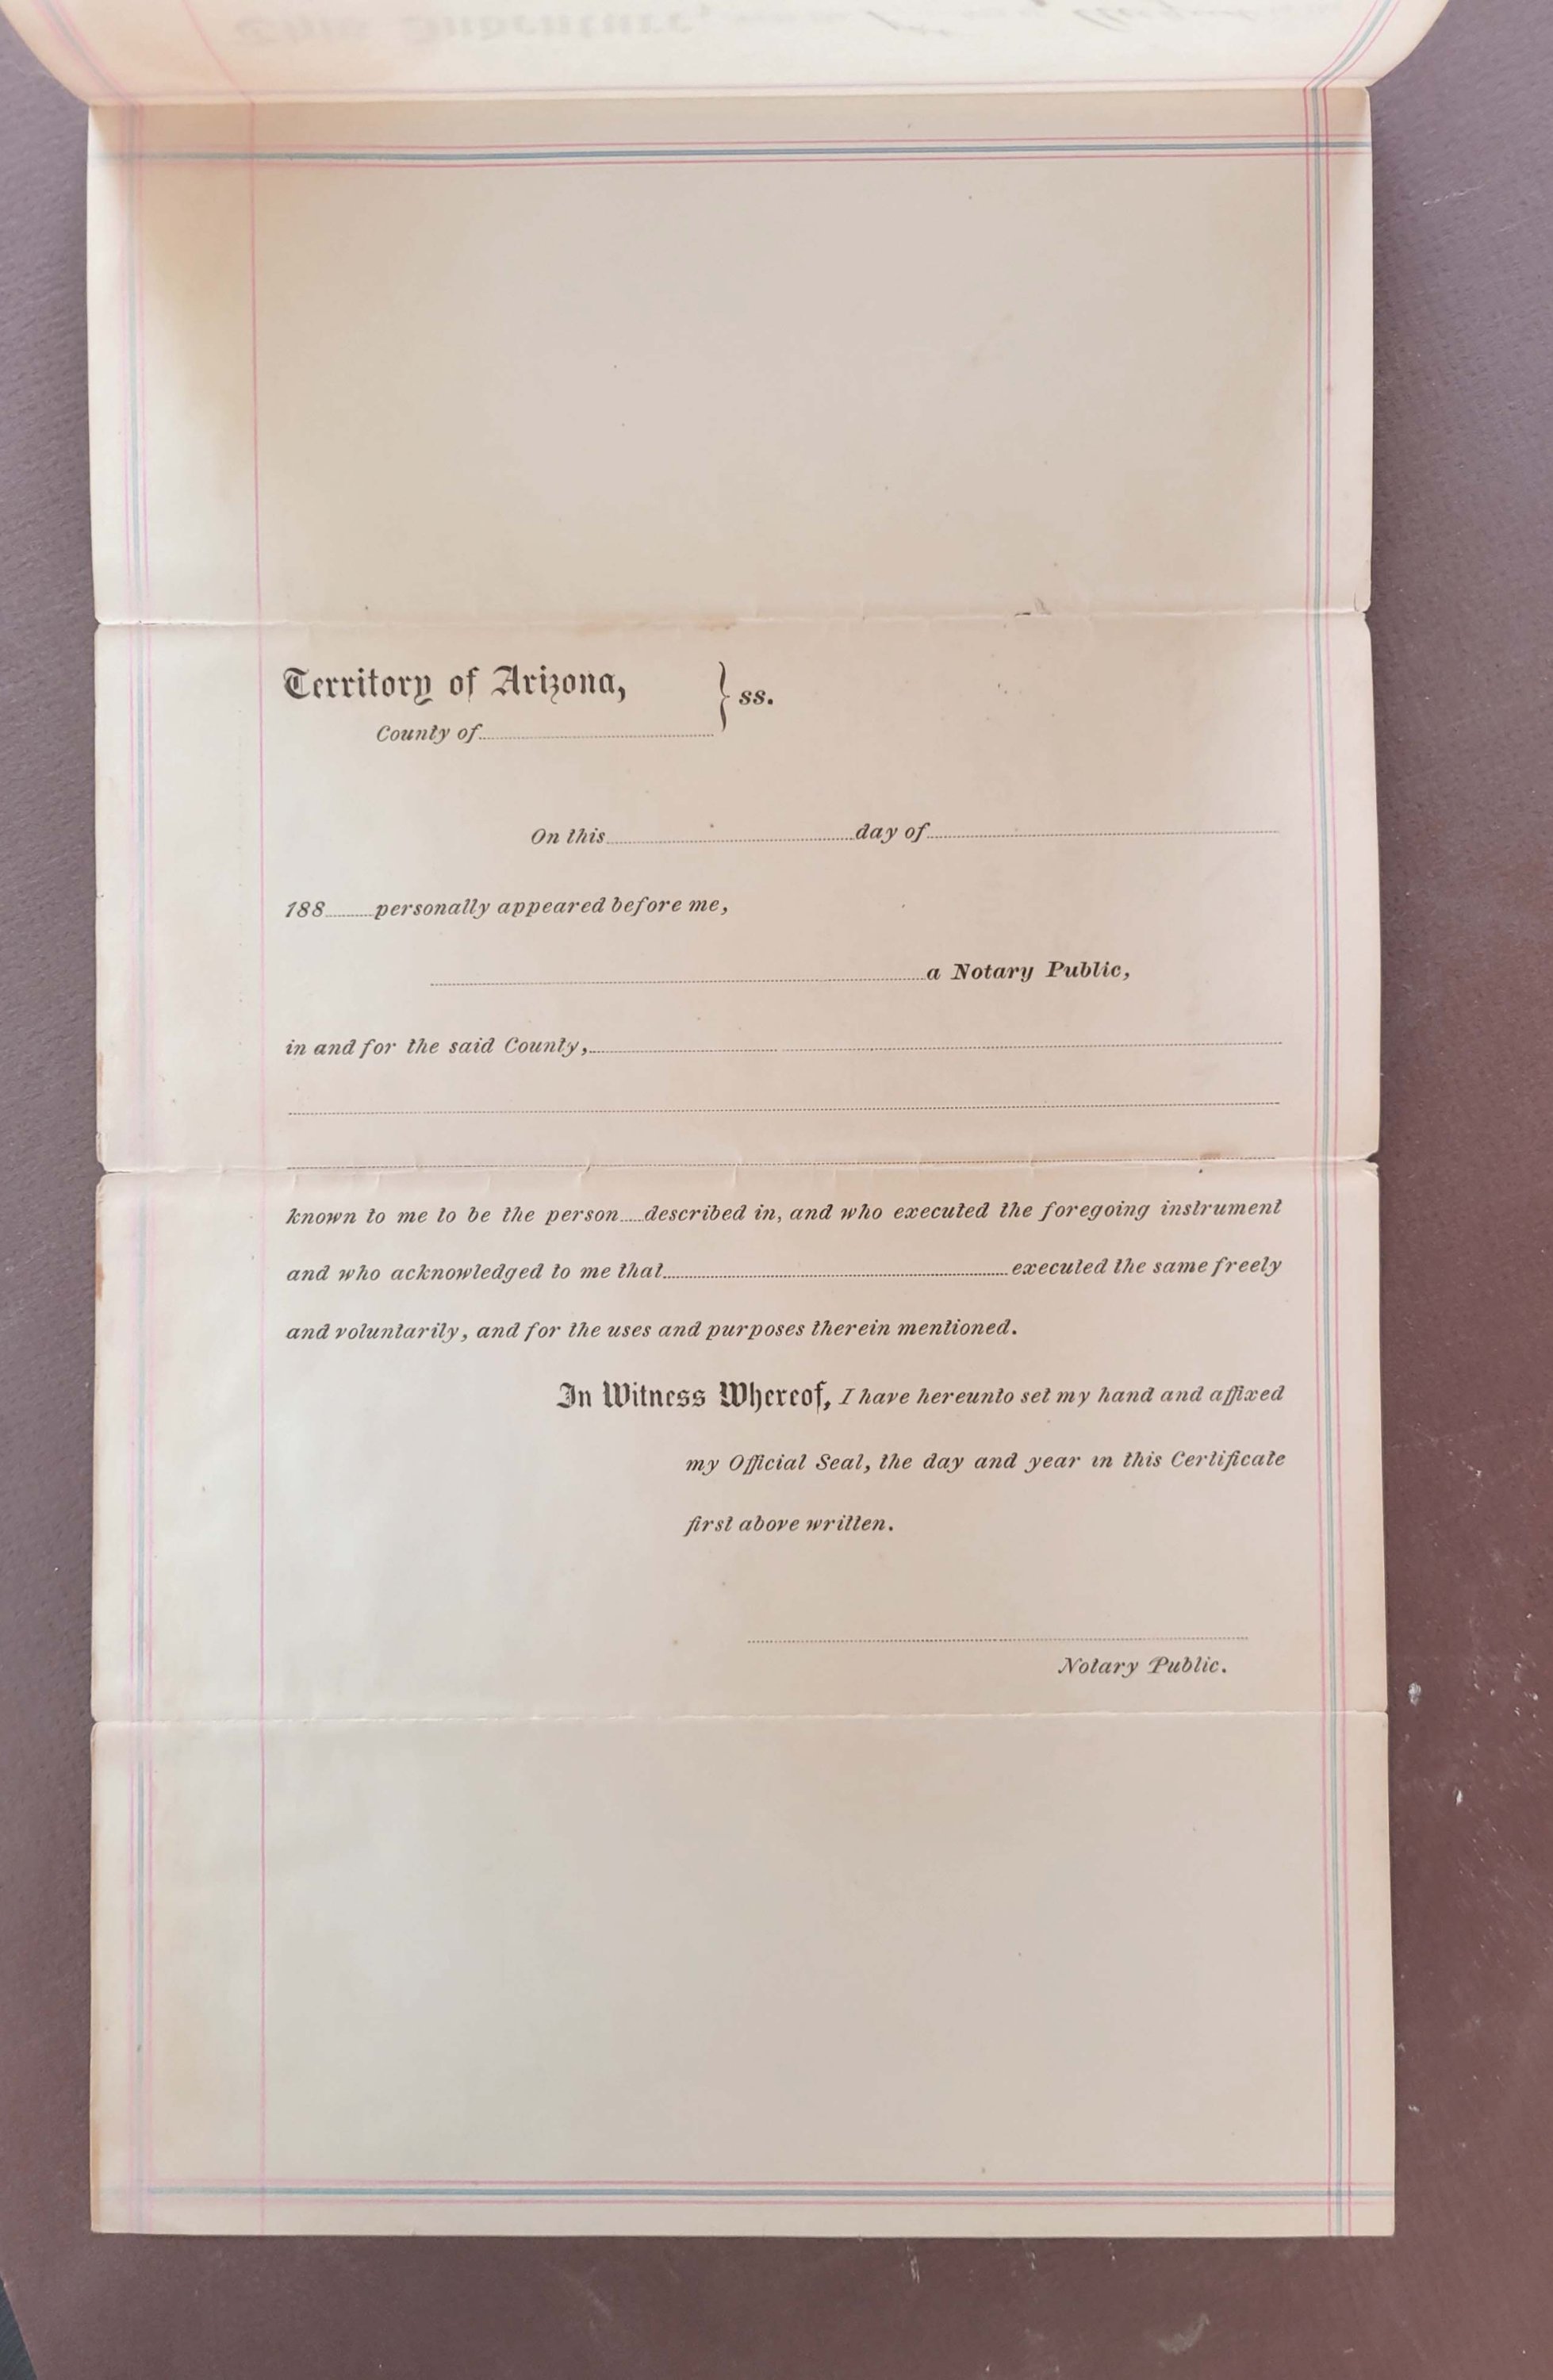 This Indenture,
Territory of Arizona, } ss.
County of
On this day of
188 personally appeared before me,
a Notary Public,
in and for the said County,
known to me to be the person described in, and who executed the foregoing instrument
and who acknowledged to me that executed the same freely
and voluntarily, and for the uses and purposes therein mentioned.
In Witness Whereof, I have hereunto set my hand and affixed
my Official Seal, the day and year in this Certificate
first above written.
Notary Public.